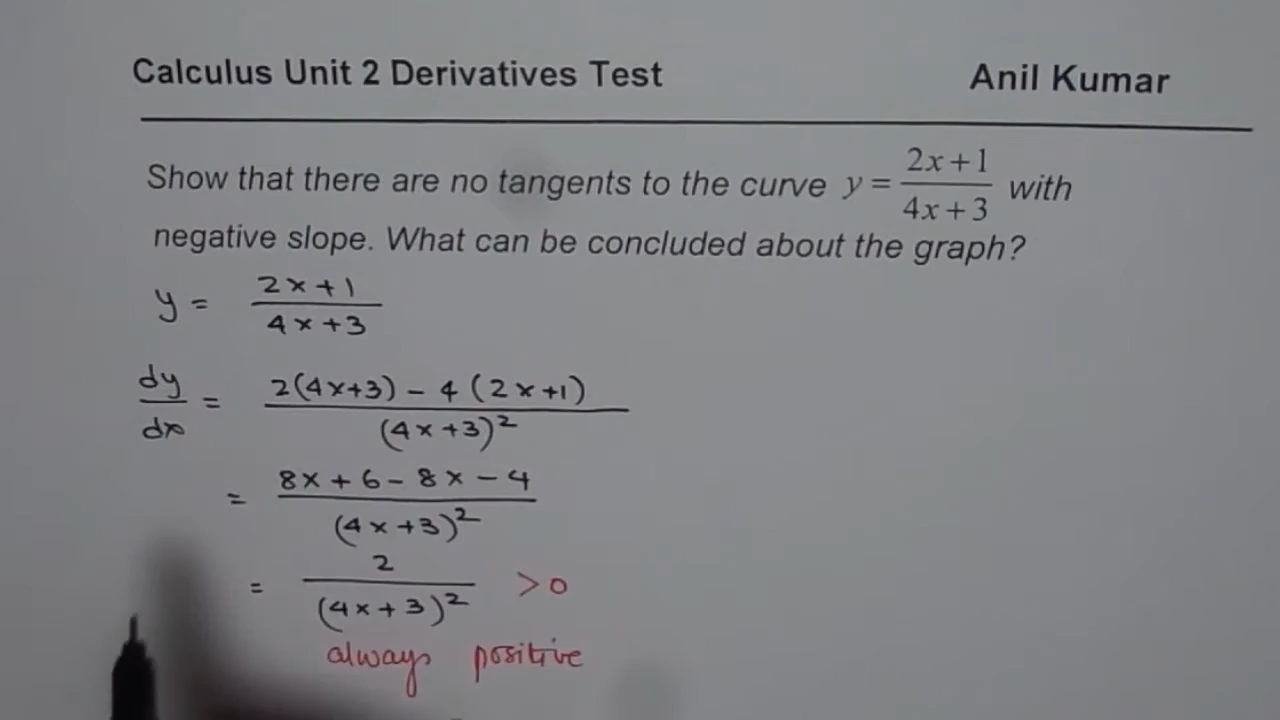 Calculus Unit 2 Derivatives Test Anil Kumar
Show that there are no tangents to the curve y = (2x+1)/(4x+3) with
negative slope. What can be concluded about the graph?
y = (2x+1)/(4x+3)
dy/dx = (2(4x+3) - 4(2x+1))/(4x+3)²
= (8x+6-8x-4)/(4x+3)²
= 2/(4x+3)² >0
always positive